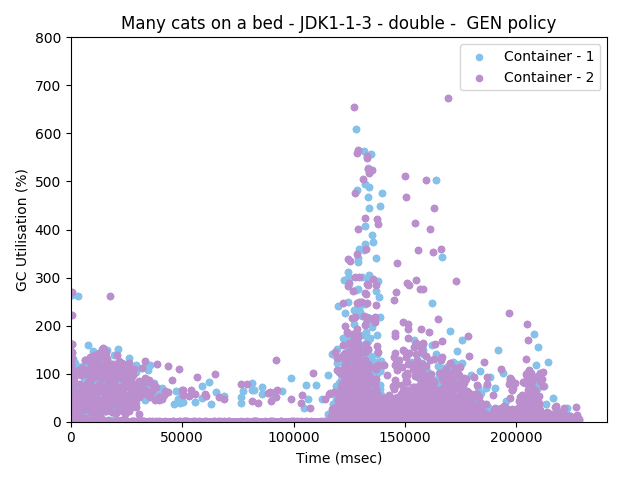 Many cats on a bed - JDK1-1-3 - double -  GEN policy
800
700
600
500
400
300
200
100
0
GC Utilisation (%)
Container - 1
Container - 2
0
50000
100000
150000
200000
Time (msec)